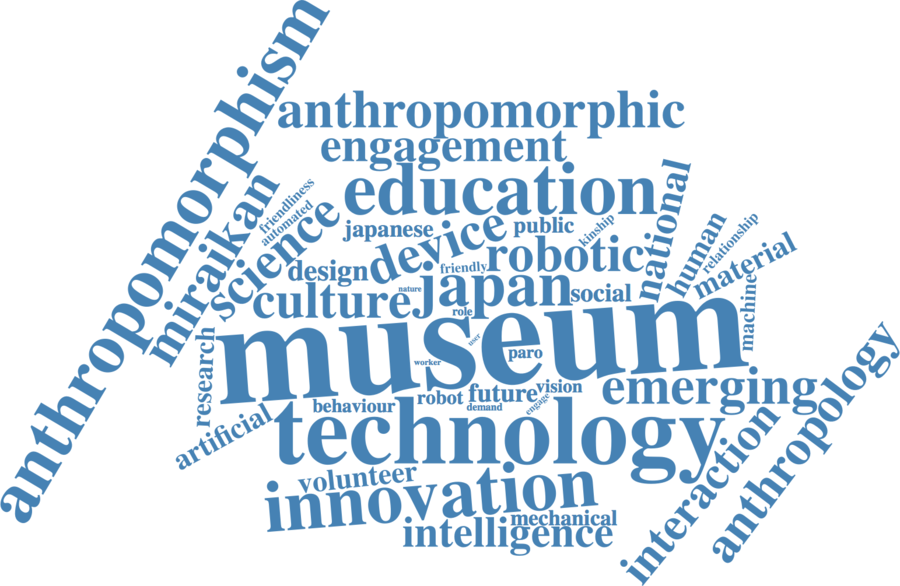 anthropomorphism
anthropomorphic
engagement
education
miraikan
friendliness
automated
science
japanese
device
public
kinship
national
human
relationship
material
design
friendly
robotic
culture
nature
japan
social
role
machine
research
museum
user
worker
paro
emerging
anthropology
artificial
behaviour
robot
future
demand
vision
engage
technology
interaction
volunteer
innovation
mechanical
intelligence